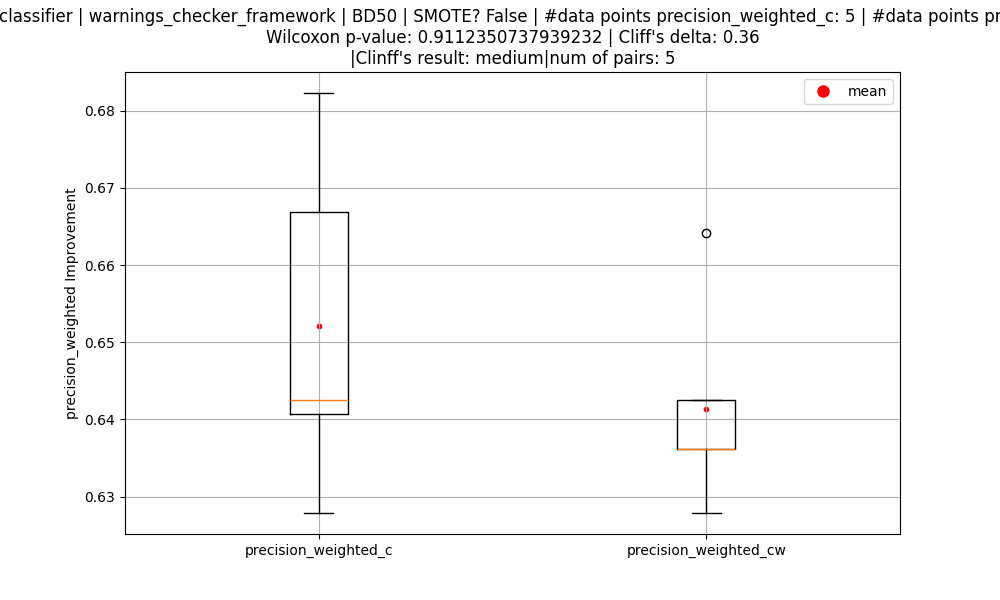 classifier | warnings_checker_framework | BD50 | SMOTE? False | #data points precision_weighted_c: 5 | #data points pr
Wilcoxon p-value: 0.9112350737939232 | Cliff's delta: 0.36
|Clinff's result: medium|num of pairs: 5
mean
0.68
0.67
0.66
0.65
0.64
0.63
precision_weighted Improvement
precision_weighted_c
precision_weighted_cw